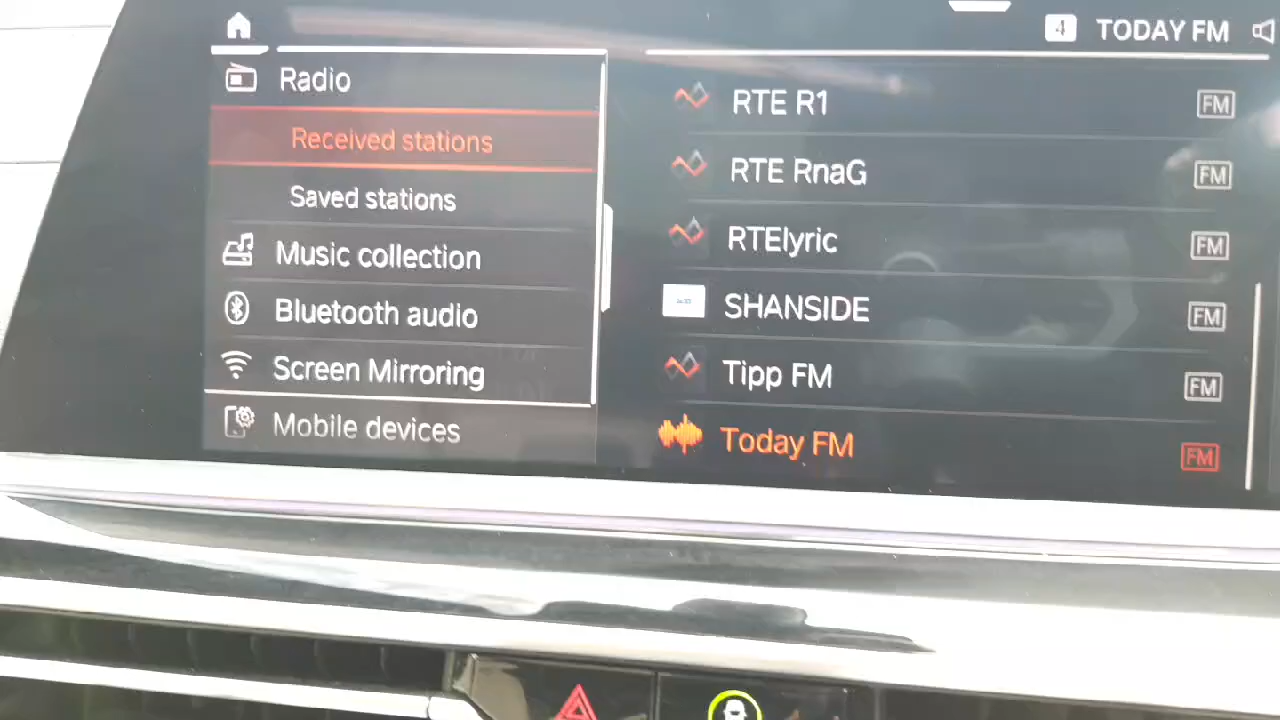 4 TODAY FM
Radio
Received stations
Saved stations
Music collection
Bluetooth audio
Screen Mirroring
Mobile devices
RTE R1 FM
RTE RnaG FM
RTElyric FM
SHANSIDE FM
Tipp FM FM
Today FM FM